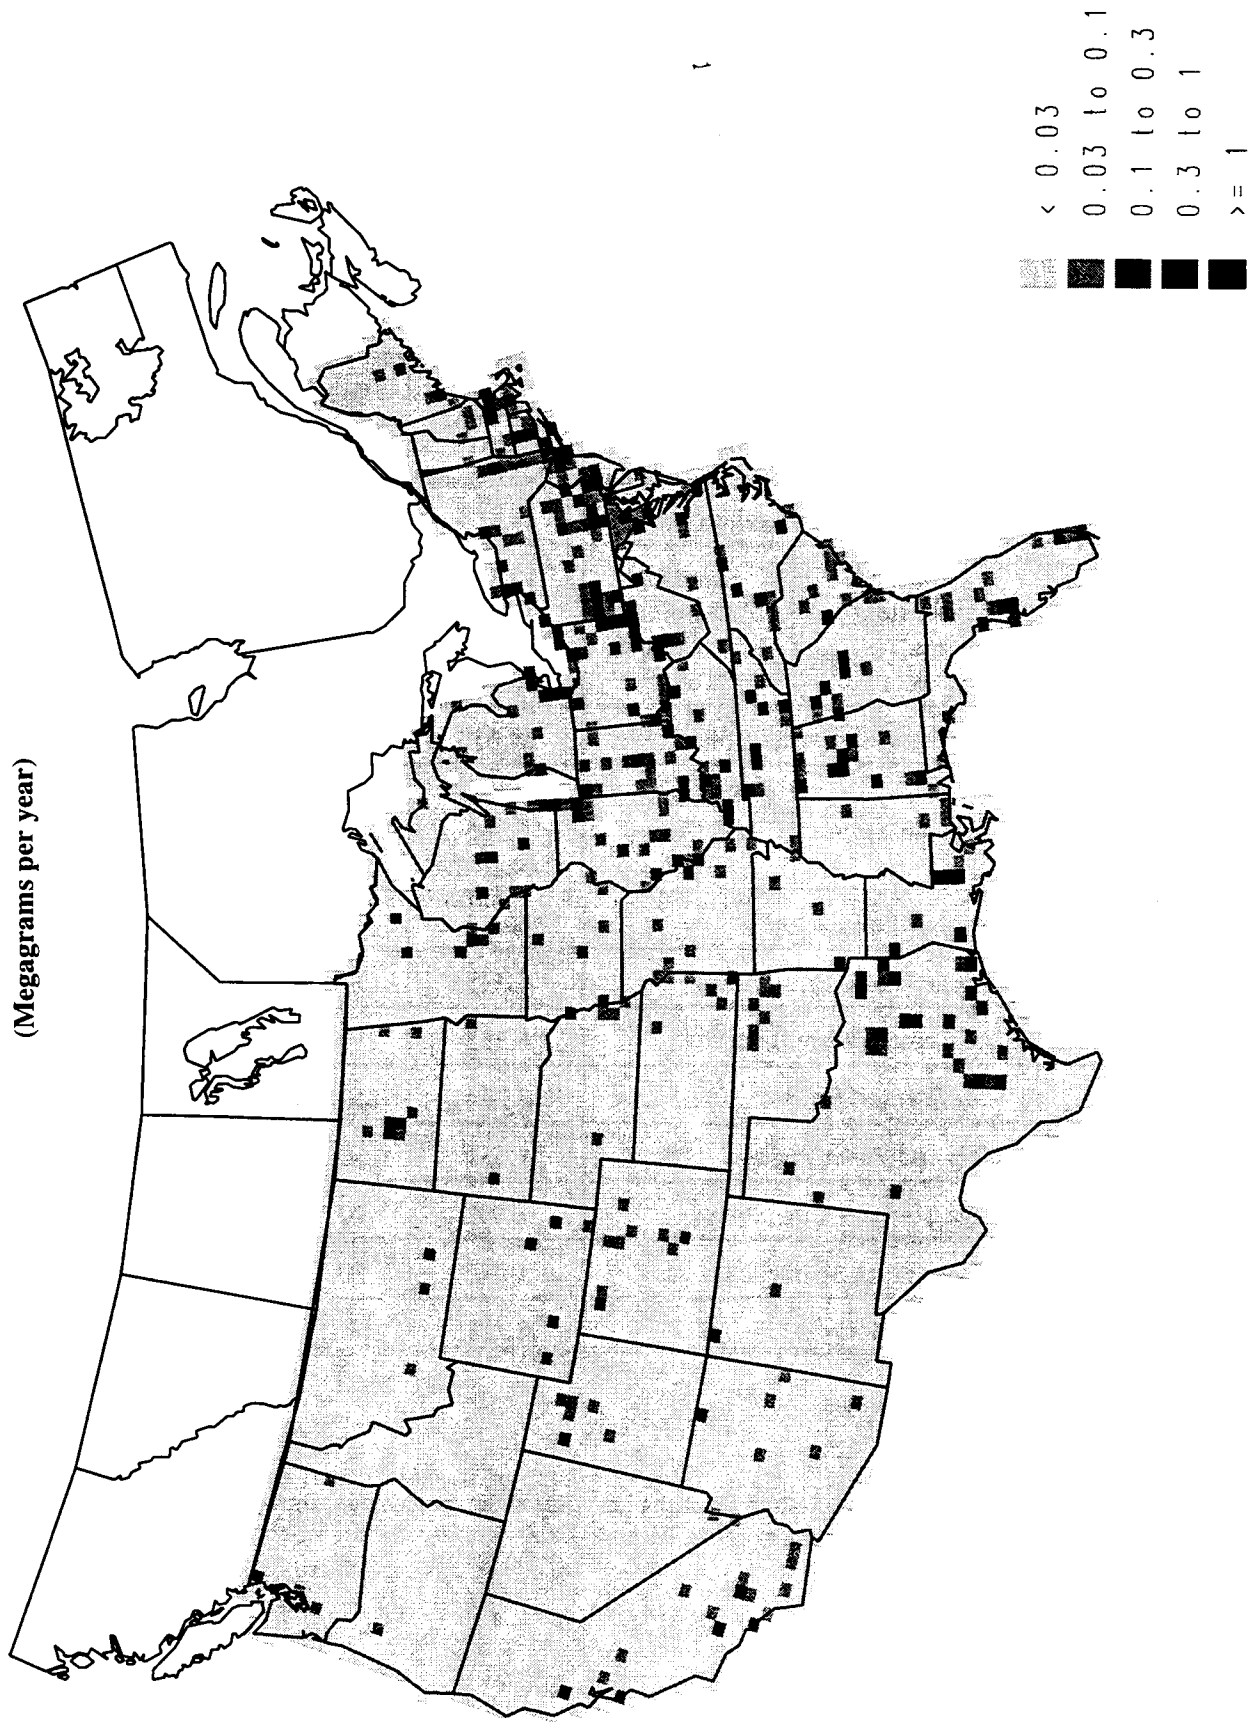 (Megagrams per year)
< 0.03
0.03 to 0.1
0.1 to 0.3
0.3 to 1
>= 1